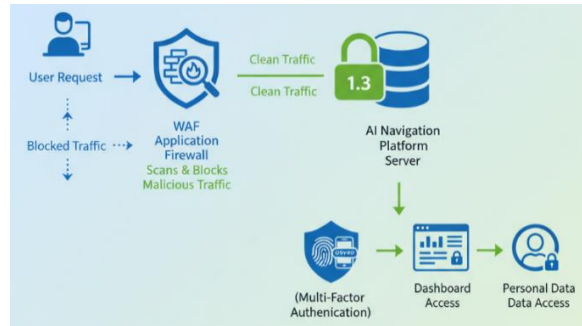 User Request
Blocked Traffic
WAF
Application
Firewall
Scans & Blocks
Malicious Traffic
Clean Traffic
Clean Traffic
1.3
AI Navigation
Platform
Server
(Multi-Factor
Authenication)
Dashboard
Access
Personal Data
Data Access